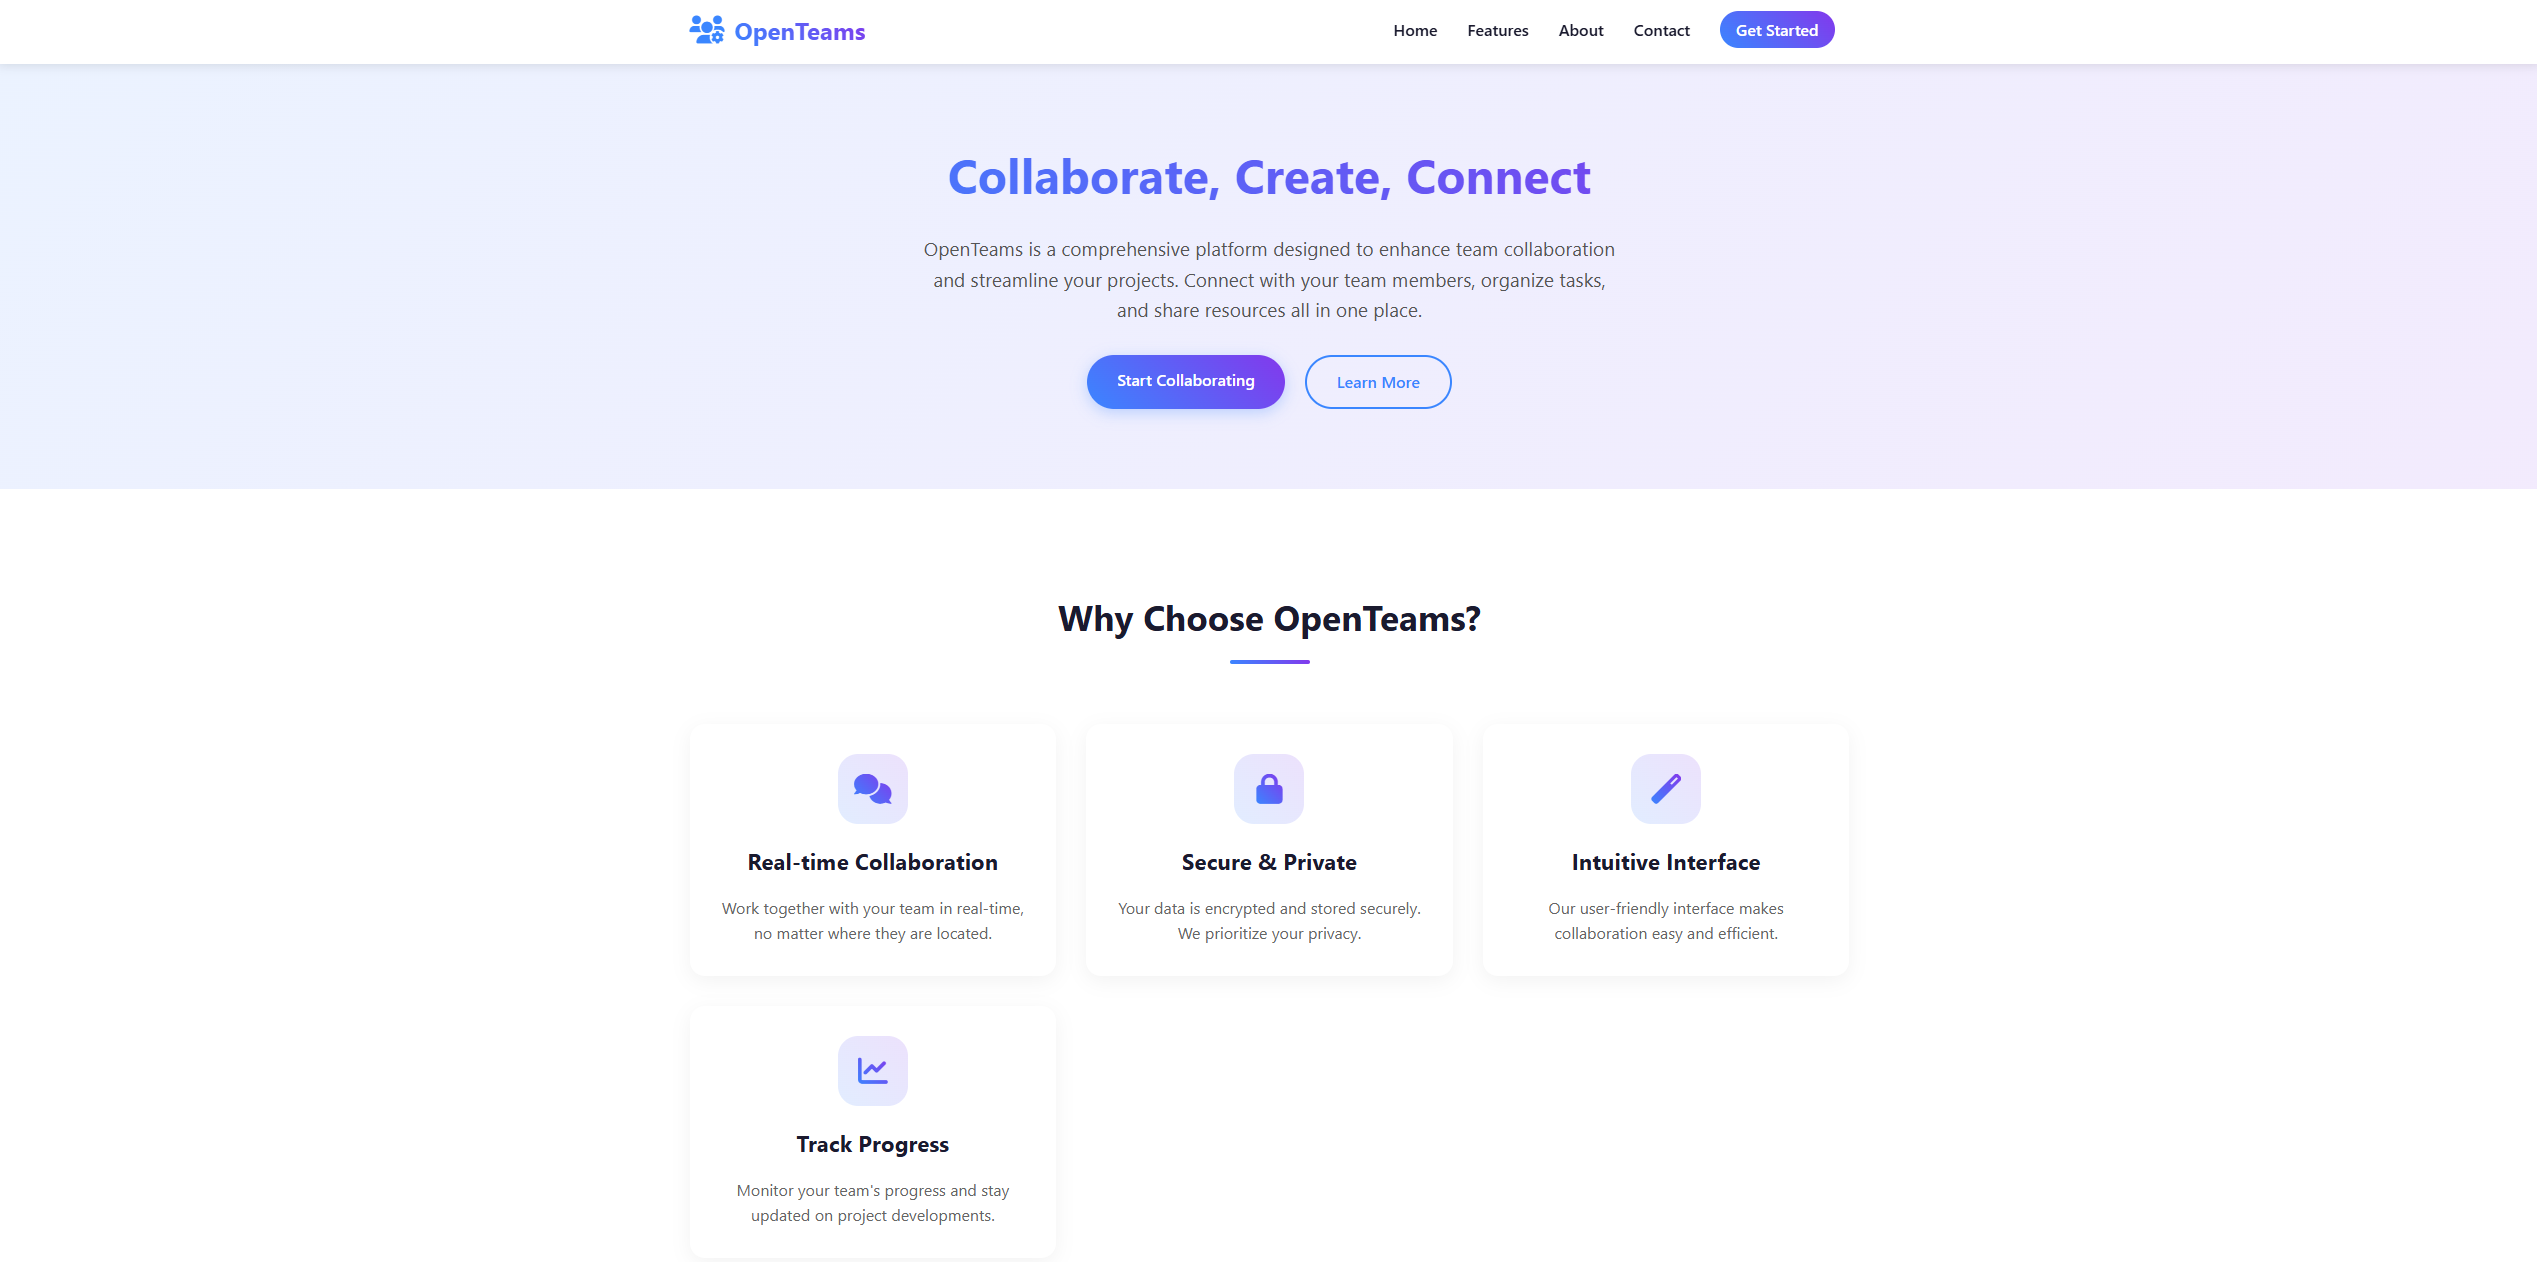 OpenTeams
Home
Features
About
Contact
Get Started
Collaborate, Create, Connect
OpenTeams is a comprehensive platform designed to enhance team collaboration
and streamline your projects. Connect with your team members, organize tasks,
and share resources all in one place.
Start Collaborating
Learn More
Why Choose OpenTeams?
Real-time Collaboration
Work together with your team in real-time,
no matter where they are located.
Secure & Private
Your data is encrypted and stored securely.
We prioritize your privacy.
Intuitive Interface
Our user-friendly interface makes
collaboration easy and efficient.
Track Progress
Monitor your team's progress and stay
updated on project developments.